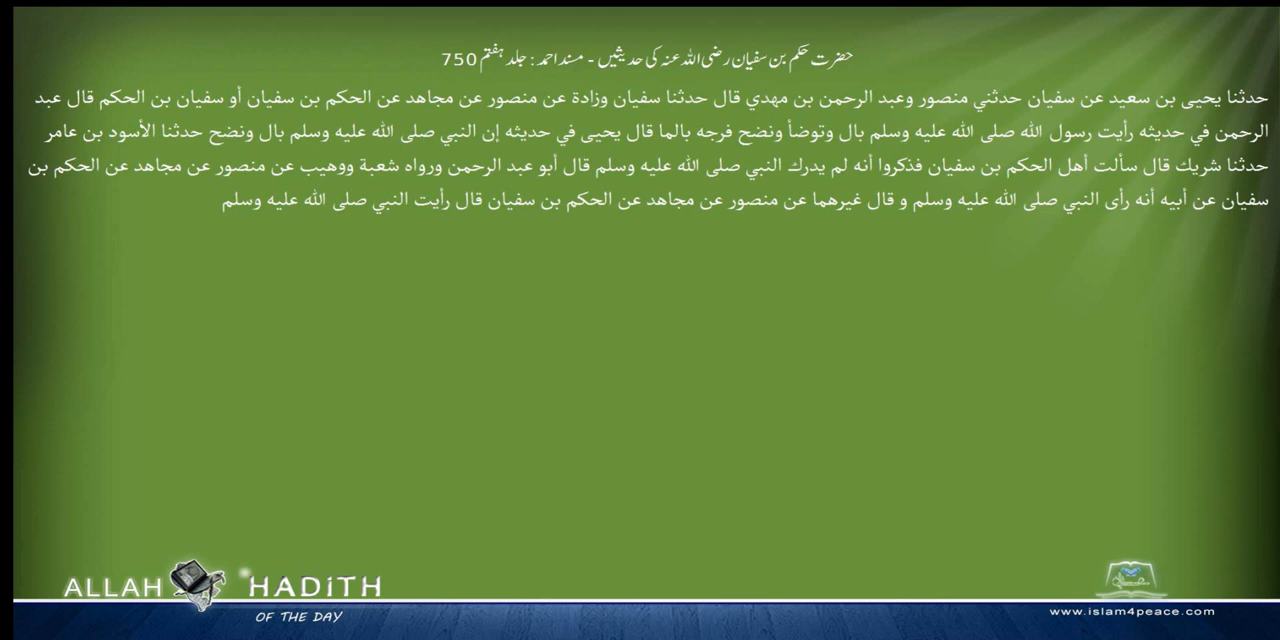 حضرت حکم بن سفیان رضی اللہ عنہ کی حدیثیں - مسند احمد : جلد ہفتم 750
حدثنا يحيى بن سعيد عن سفيان حدثني منصور وعبد الرحمن بن مهدي قال حدثنا سفيان وزادة عن منصور عن مجاهد عن الحكم بن سفيان أو سفيان بن الحكم قال عبد
الرحمن في حديثه رأيت رسول الله صلى الله عليه وسلم بال وتوضأ ونضح فرجه بالما قال يحيى في حديثه إن النبي صلى الله عليه وسلم بال ونضح حدثنا الأسود بن عامر
حدثنا شريك قال سألت أهل الحكم بن سفيان فذكروا أنه لم يدرك النبي صلى الله عليه وسلم قال أبو عبد الرحمن ورواه شعبة ووهيب عن منصور عن مجاهد عن الحكم بن
سفيان عن أبيه أنه رأى النبي صلى الله عليه وسلم و قال غيرهما عن منصور عن مجاهد عن الحكم بن سفيان قال رأيت النبي صلى الله عليه وسلم
ALLAH HADITH
OF THE DAY
www.islam4peace.com